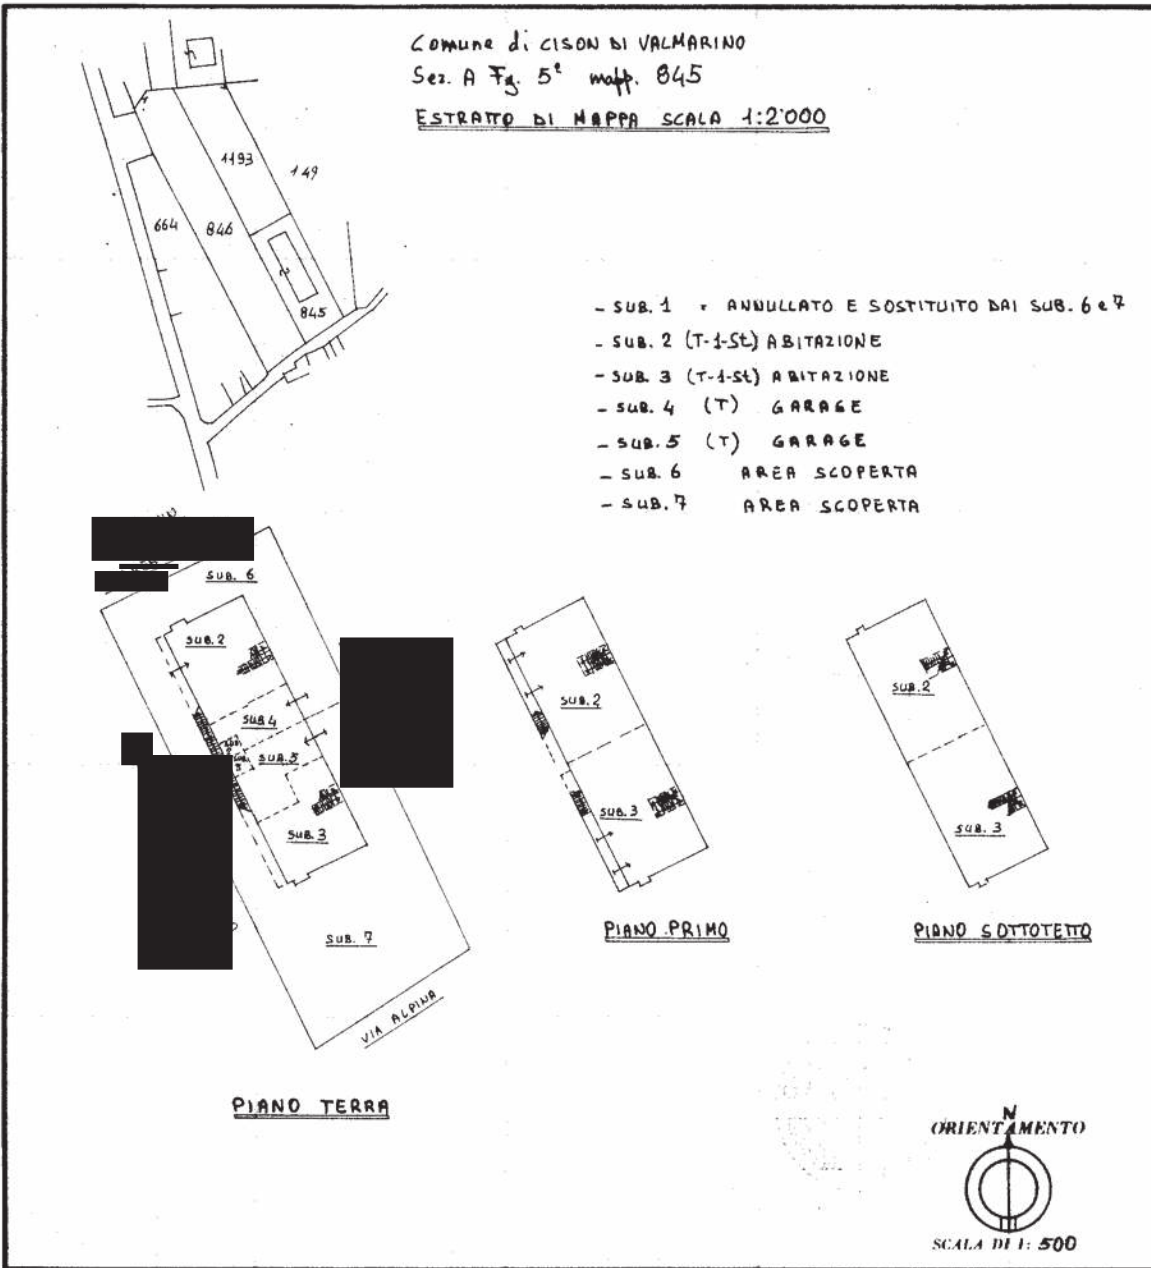 Comune di CISON DI VALMARINO
Sez. A Fg. 5° mapp. 845
ESTRATTO DI MAPPA SCALA 1:2'000
1193
149
664
846
845
- SUB. 1 = ANNULLATO E SOSTITUITO DAI SUB. 6 e 7
- SUB. 2 (T-1-St) ABITAZIONE
- SUB. 3 (T-1-St) ABITAZIONE
- SUB. 4 (T) GARAGE
- SUB. 5 (T) GARAGE
- SUB. 6 AREA SCOPERTA
- SUB. 7 AREA SCOPERTA
SUB. 6
SUB. 2
SUB. 4
SUB. 5
SUB. 3
SUB. 7
VIA ALPINA
PIANO TERRA
SUB. 2
SUB. 3
PIANO PRIMO
SUB. 2
SUB. 3
PIANO SOTTOTETTO
N
ORIENTAMENTO
SCALA DI 1: 500